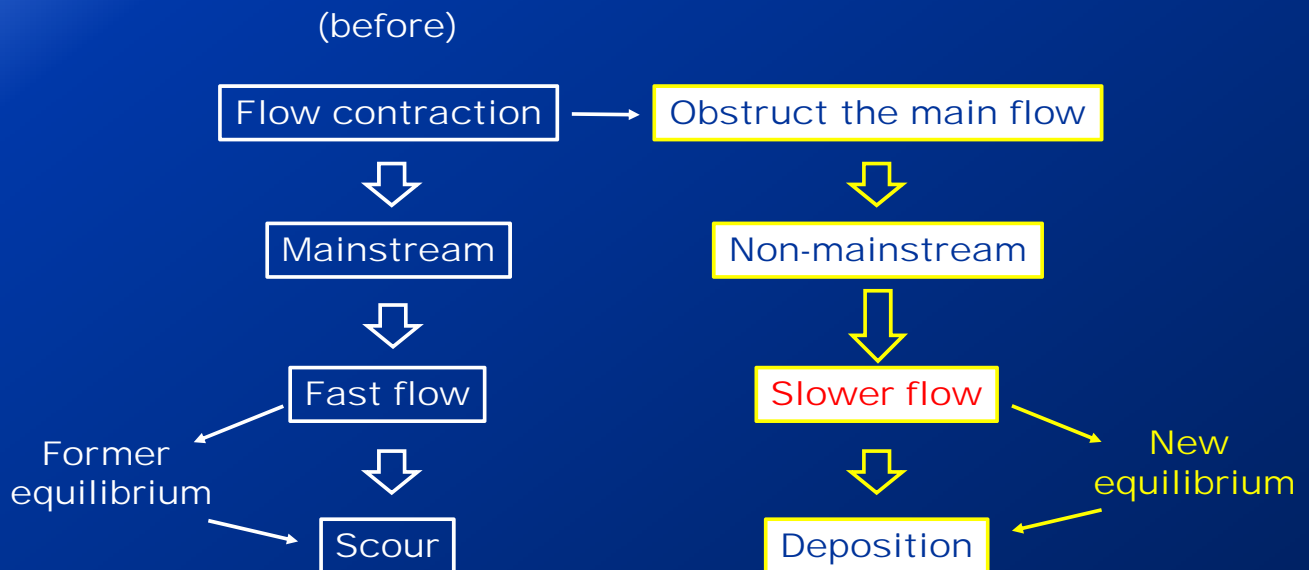 (before)
Flow contraction
Obstruct the main flow
Mainstream
Non-mainstream
Fast flow
Slower flow
Former
equilibrium
New
equilibrium
Scour
Deposition